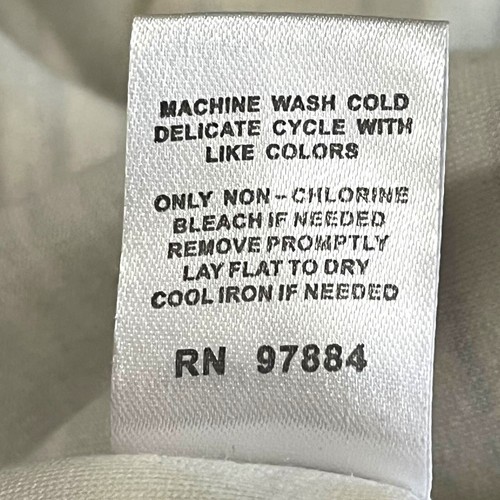 MACHINE WASH COLD
DELICATE CYCLE WITH
LIKE COLORS
ONLY NON-CHLORINE
BLEACH IF NEEDED
REMOVE PROMPTLY
LAY FLAT TO DRY
COOL IRON IF NEEDED
RN 97884